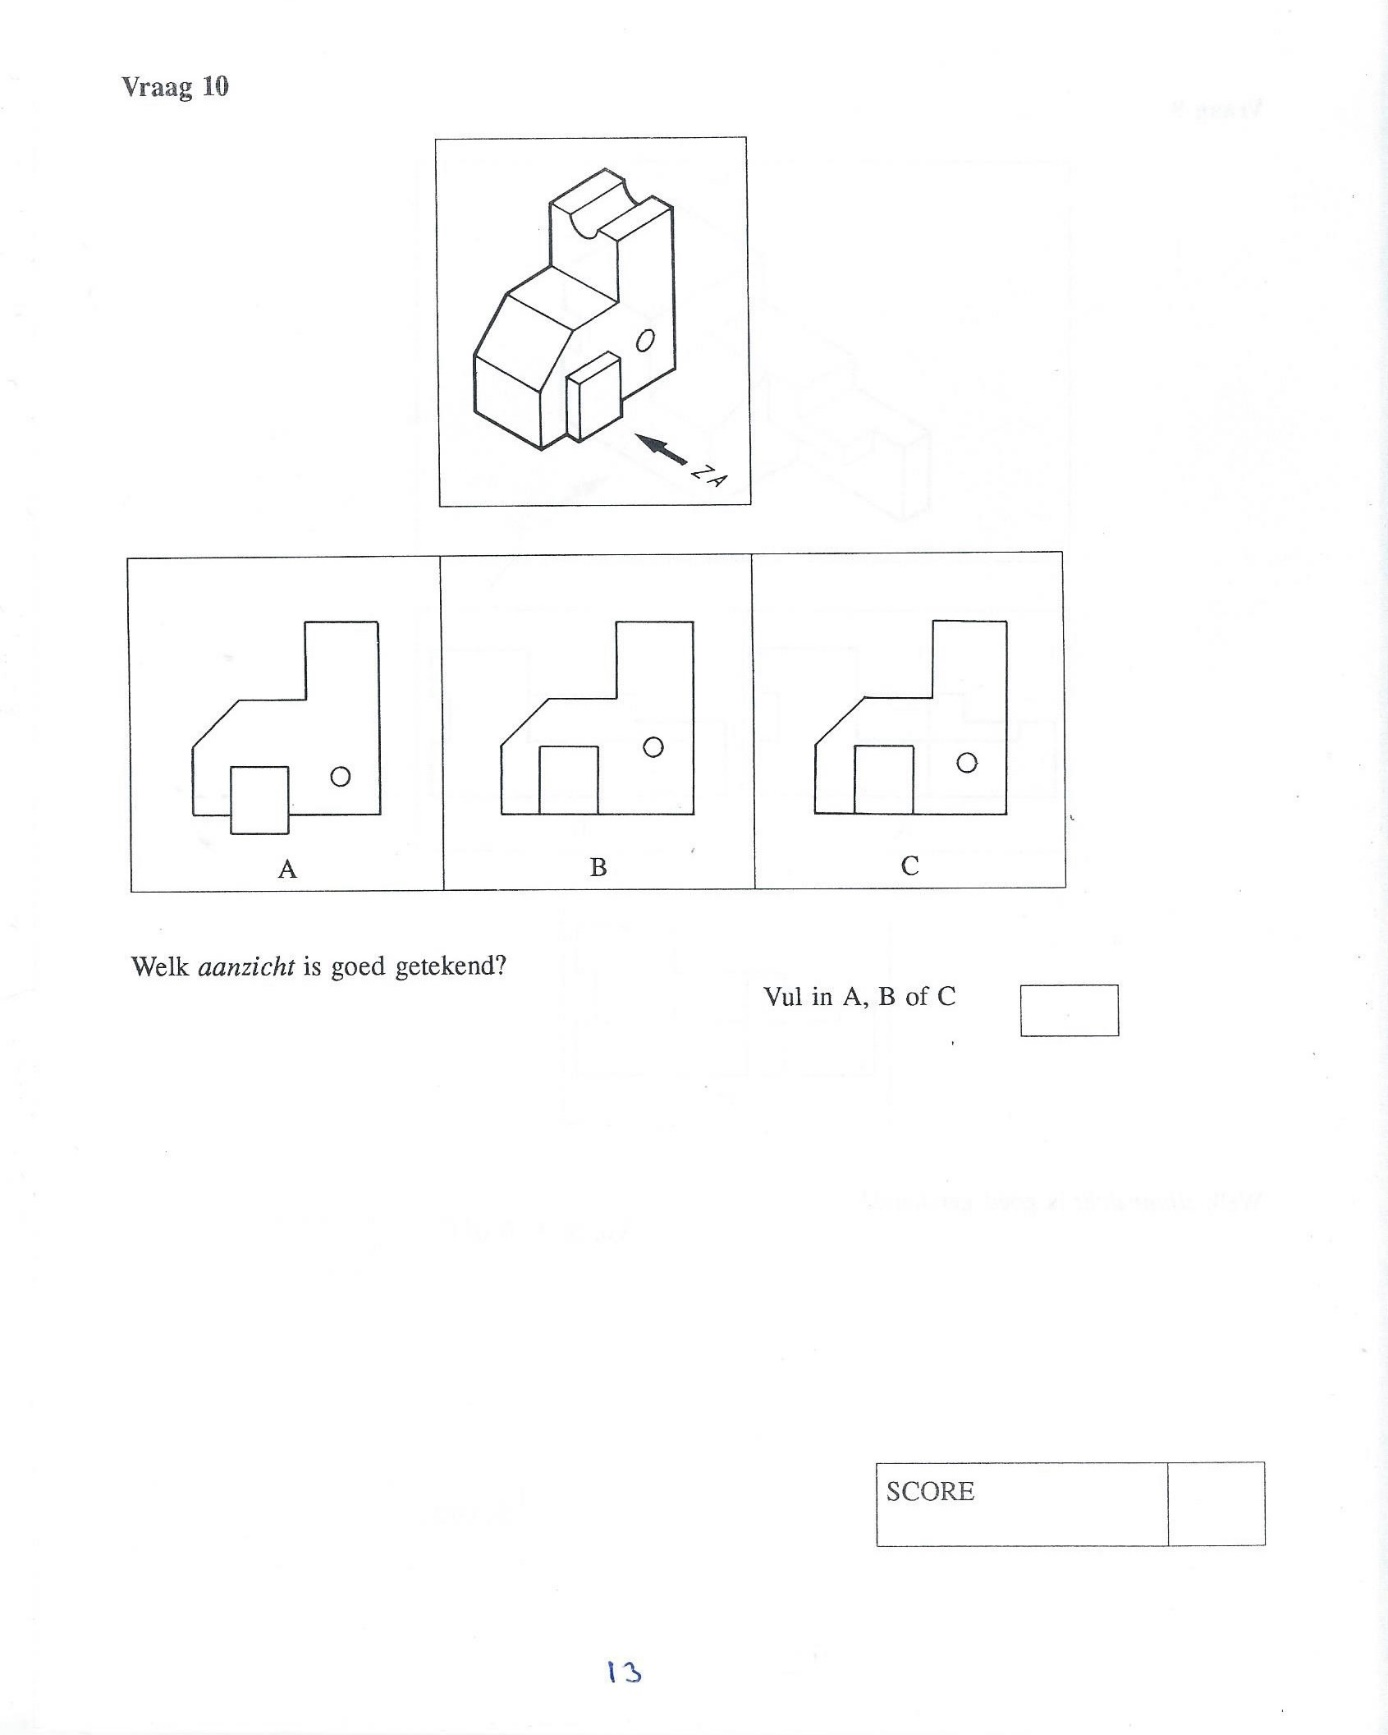 Vraag 10
ZA
A
B
C
Welk aanzicht is goed getekend?
Vul in A, B of C
SCORE
13